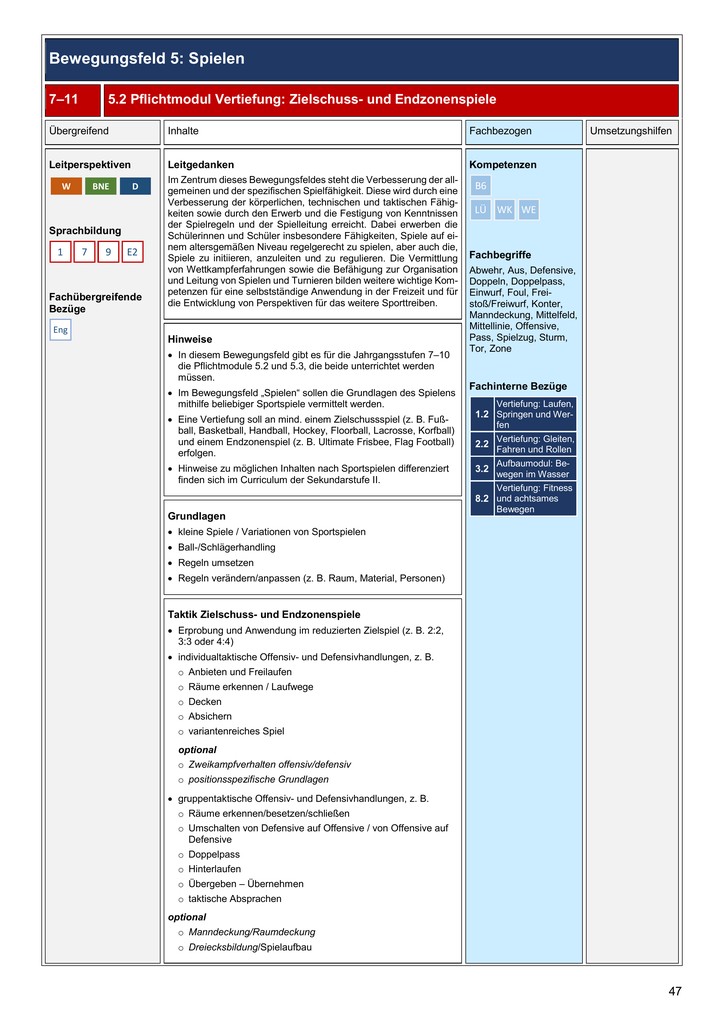 Bewegungsfeld 5: Spielen
7–11
5.2 Pflichtmodul Vertiefung: Zielschuss- und Endzonenspiele
Übergreifend
Inhalte
Fachbezogen
Umsetzungshilfen
Leitperspektiven
W BNE D
Sprachbildung
1 7 9 E2
Fachübergreifende
Bezüge
Eng
Leitgedanken
Im Zentrum dieses Bewegungsfeldes steht die Verbesserung der all-
gemeinen und der spezifischen Spielfähigkeit. Diese wird durch eine
Verbesserung der körperlichen, technischen und taktischen Fähig-
keiten sowie durch den Erwerb und die Festigung von Kenntnissen
der Spielregeln und der Spielleitung erreicht. Dabei erwerben die
Schülerinnen und Schüler insbesondere Fähigkeiten, Spiele auf ei-
nem altersgemäßen Niveau regelgerecht zu spielen, aber auch die,
Spiele zu initiieren, anzuleiten und zu regulieren. Die Vermittlung
von Wettkampferfahrungen sowie die Befähigung zur Organisation
und Leitung von Spielen und Turnieren bilden weitere wichtige Kom-
petenzen für eine selbstständige Anwendung in der Freizeit und für
die Entwicklung von Perspektiven für das weitere Sporttreiben.
Hinweise
• In diesem Bewegungsfeld gibt es für die Jahrgangsstufen 7–10
die Pflichtmodule 5.2 und 5.3, die beide unterrichtet werden
müssen.
• Im Bewegungsfeld „Spielen“ sollen die Grundlagen des Spielens
mithilfe beliebiger Sportspiele vermittelt werden.
• Eine Vertiefung soll an mind. einem Zielschussspiel (z. B. Fuß-
ball, Basketball, Handball, Hockey, Floorball, Lacrosse, Korfball)
und einem Endzonenspiel (z. B. Ultimate Frisbee, Flag Football)
erfolgen.
• Hinweise zu möglichen Inhalten nach Sportspielen differenziert
finden sich im Curriculum der Sekundarstufe II.
Grundlagen
• kleine Spiele / Variationen von Sportspielen
• Ball-/Schlägerhandling
• Regeln umsetzen
• Regeln verändern/anpassen (z. B. Raum, Material, Personen)
Taktik Zielschuss- und Endzonenspiele
• Erprobung und Anwendung im reduzierten Zielspiel (z. B. 2:2,
3:3 oder 4:4)
• individualtaktische Offensiv- und Defensivhandlungen, z. B.
o Anbieten und Freilaufen
o Räume erkennen / Laufwege
o Decken
o Absichern
o variantenreiches Spiel
optional
o Zweikampfverhalten offensiv/defensiv
o positionsspezifische Grundlagen
• gruppentaktische Offensiv- und Defensivhandlungen, z. B.
o Räume erkennen/besetzen/schließen
o Umschalten von Defensive auf Offensive / von Offensive auf
Defensive
o Doppelpass
o Hinterlaufen
o Übergeben – Übernehmen
o taktische Absprachen
optional
o Manndeckung/Raumdeckung
o Dreiecksbildung/Spielaufbau
Kompetenzen
B6
LÜ WK WE
Fachbegriffe
Abwehr, Aus, Defensive,
Doppeln, Doppelpass,
Einwurf, Foul, Frei-
stoß/Freiwurf, Konter,
Manndeckung, Mittelfeld,
Mittellinie, Offensive,
Pass, Spielzug, Sturm,
Tor, Zone
Fachinterne Bezüge
1.2 Vertiefung: Laufen,
Springen und Wer-
fen
2.2 Vertiefung: Gleiten,
Fahren und Rollen
3.2 Aufbaumodul: Be-
wegen im Wasser
8.2 Vertiefung: Fitness
und achtsames
Bewegen
47